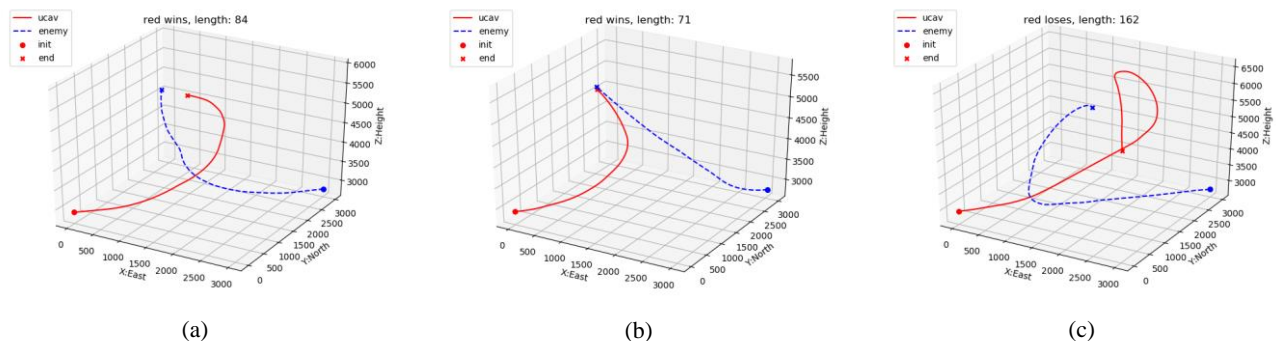 red wins, length: 84
ucav
enemy
init
end
6000
5500
5000
4500
4000
3500
3000
Z:Height
0
500
1000
1500
2000
2500
3000
X:East
0
500
1000
1500
2000
2500
3000
Y:North
(a)
red wins, length: 71
ucav
enemy
init
end
5500
5000
4500
4000
3500
3000
Z:Height
0
500
1000
1500
2000
2500
3000
X:East
0
500
1000
1500
2000
2500
3000
Y:North
(b)
red loses, length: 162
ucav
enemy
init
end
6500
6000
5500
5000
4500
4000
3500
3000
Z:Height
0
500
1000
1500
2000
2500
3000
X:East
0
500
1000
1500
2000
2500
3000
Y:North
(c)